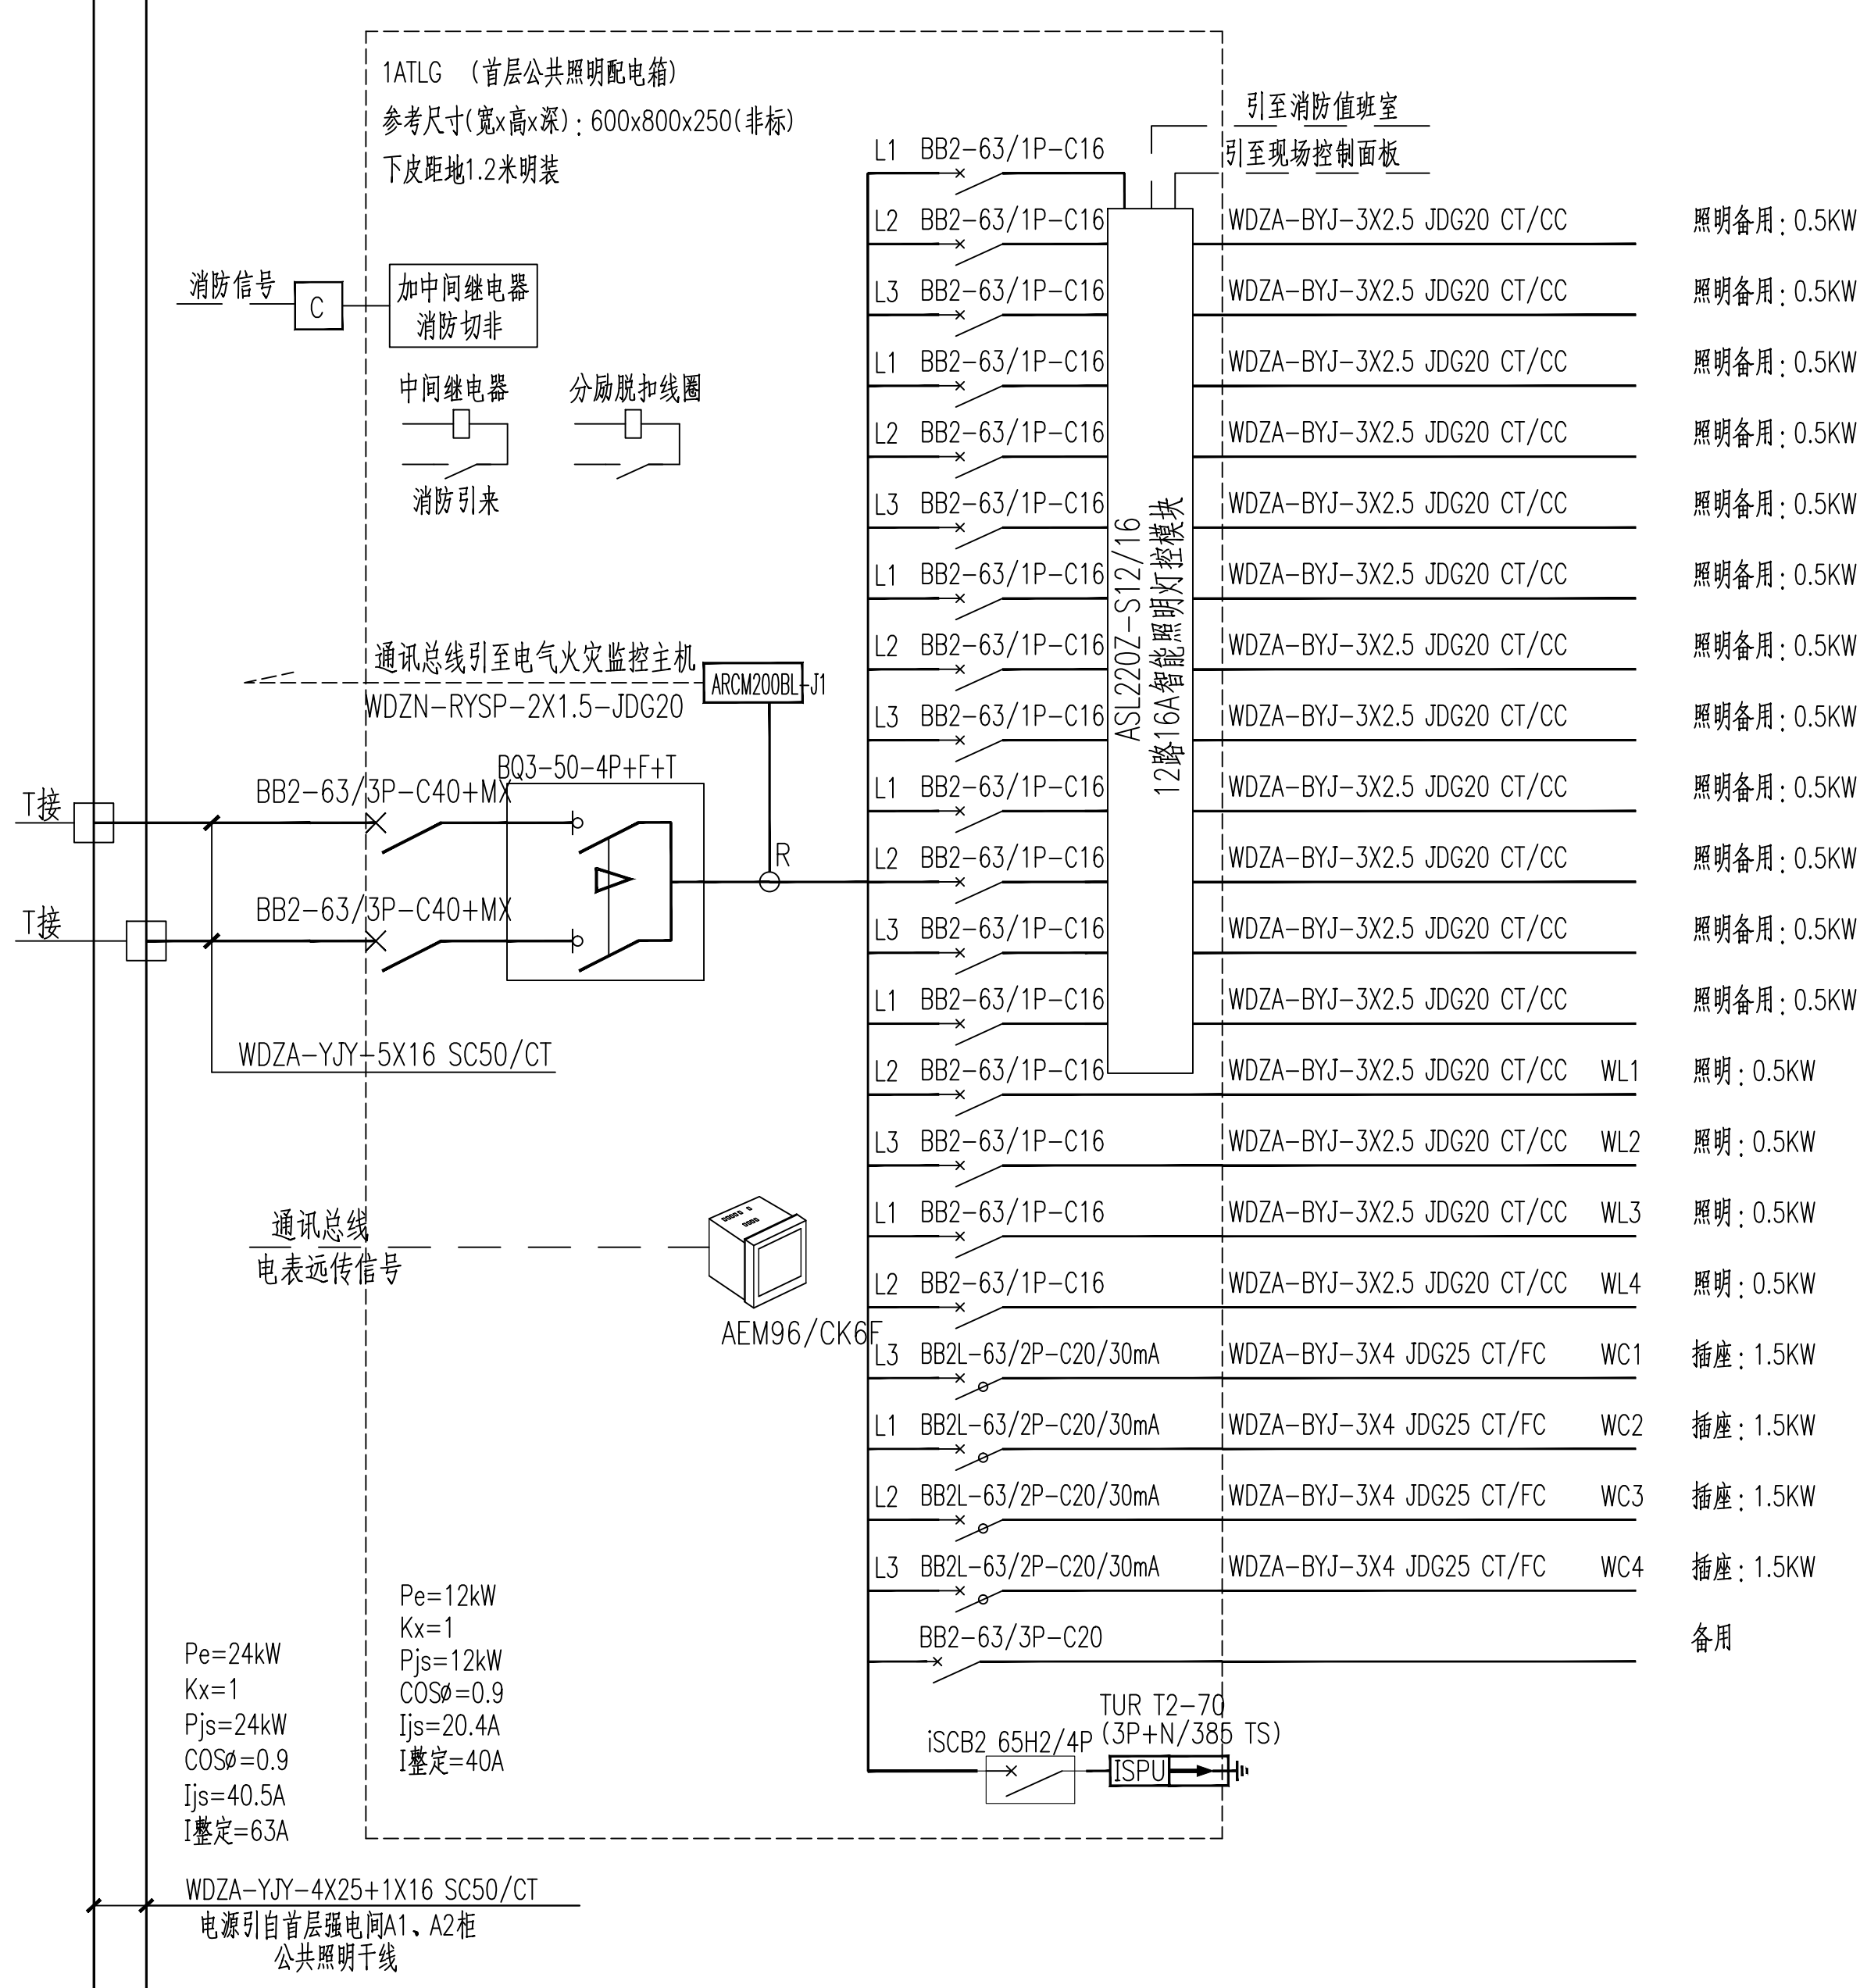 1ATLG （首层公共照明配电箱)
参考尺寸(宽x高x深)：600x800x250(非标)
下皮距地1.2米明装
引至消防值班室
引至现场控制面板
消防信号
C
加中间继电器
消防切非
中间继电器
分励脱扣线圈
消防引来
通讯总线引至电气火灾监控主机
WDZN-RYSP-2X1.5-JDG20
ARCM200BL-J1
BQ3-50-4P+F+T
T接
BB2-63/3P-C40+MX
R
T接
BB2-63/3P-C40+MX
WDZA-YJY-5X16 SC50/CT
通讯总线
电表远传信号
AEM96/CK6F
ASL220Z-S12/16
12路16A智能照明灯控模块
L1 BB2-63/1P-C16
L2 BB2-63/1P-C16 WDZA-BYJ-3X2.5 JDG20 CT/CC 照明备用：0.5KW
L3 BB2-63/1P-C16 WDZA-BYJ-3X2.5 JDG20 CT/CC 照明备用：0.5KW
L1 BB2-63/1P-C16 WDZA-BYJ-3X2.5 JDG20 CT/CC 照明备用：0.5KW
L2 BB2-63/1P-C16 WDZA-BYJ-3X2.5 JDG20 CT/CC 照明备用：0.5KW
L3 BB2-63/1P-C16 WDZA-BYJ-3X2.5 JDG20 CT/CC 照明备用：0.5KW
L1 BB2-63/1P-C16 WDZA-BYJ-3X2.5 JDG20 CT/CC 照明备用：0.5KW
L2 BB2-63/1P-C16 WDZA-BYJ-3X2.5 JDG20 CT/CC 照明备用：0.5KW
L3 BB2-63/1P-C16 WDZA-BYJ-3X2.5 JDG20 CT/CC 照明备用：0.5KW
L1 BB2-63/1P-C16 WDZA-BYJ-3X2.5 JDG20 CT/CC 照明备用：0.5KW
L2 BB2-63/1P-C16 WDZA-BYJ-3X2.5 JDG20 CT/CC 照明备用：0.5KW
L3 BB2-63/1P-C16 WDZA-BYJ-3X2.5 JDG20 CT/CC 照明备用：0.5KW
L1 BB2-63/1P-C16 WDZA-BYJ-3X2.5 JDG20 CT/CC 照明备用：0.5KW
L2 BB2-63/1P-C16 WDZA-BYJ-3X2.5 JDG20 CT/CC WL1 照明：0.5KW
L3 BB2-63/1P-C16 WDZA-BYJ-3X2.5 JDG20 CT/CC WL2 照明：0.5KW
L1 BB2-63/1P-C16 WDZA-BYJ-3X2.5 JDG20 CT/CC WL3 照明：0.5KW
L2 BB2-63/1P-C16 WDZA-BYJ-3X2.5 JDG20 CT/CC WL4 照明：0.5KW
L3 BB2L-63/2P-C20/30mA WDZA-BYJ-3X4 JDG25 CT/FC WC1 插座：1.5KW
L1 BB2L-63/2P-C20/30mA WDZA-BYJ-3X4 JDG25 CT/FC WC2 插座：1.5KW
L2 BB2L-63/2P-C20/30mA WDZA-BYJ-3X4 JDG25 CT/FC WC3 插座：1.5KW
L3 BB2L-63/2P-C20/30mA WDZA-BYJ-3X4 JDG25 CT/FC WC4 插座：1.5KW
BB2-63/3P-C20 备用
iSCB2 65H2/4P
TUR T2-70
(3P+N/385 TS)
ISPU
Pe=12kW
Kx=1
Pjs=12kW
COSø=0.9
Ijs=20.4A
I整定=40A
Pe=24kW
Kx=1
Pjs=24kW
COSø=0.9
Ijs=40.5A
I整定=63A
WDZA-YJY-4X25+1X16 SC50/CT
电源引自首层强电间A1、A2柜
公共照明干线